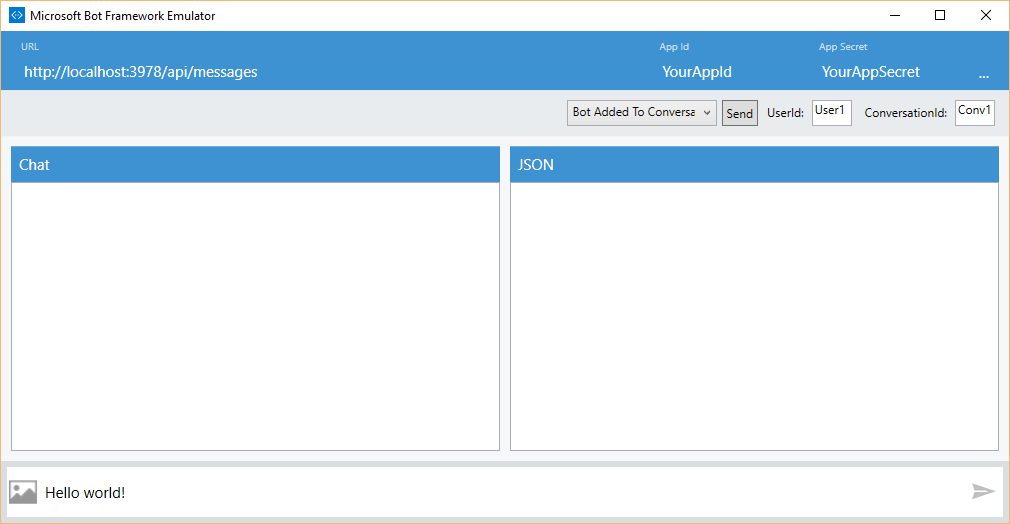 Microsoft Bot Framework Emulator
URL
App Id
App Secret
http://localhost:3978/api/messages
YourAppId
YourAppSecret
...
Bot Added To Conversa
Send
UserId:
User1
ConversationId:
Conv1
Chat
JSON
Hello world!